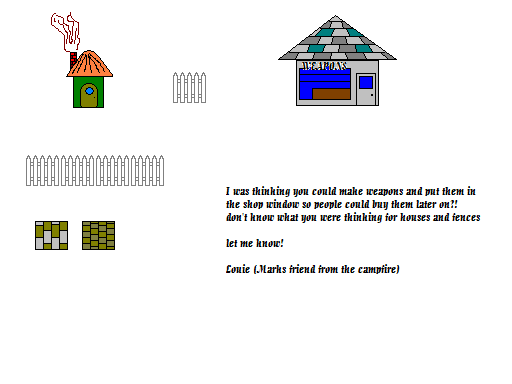 WEAPONS
I was thinking you could make weapons and put them in
the shop window so people could buy them later on?!
don't know what you were thinking for houses and fences
let me know!
Louie (Marks friend from the campfire)